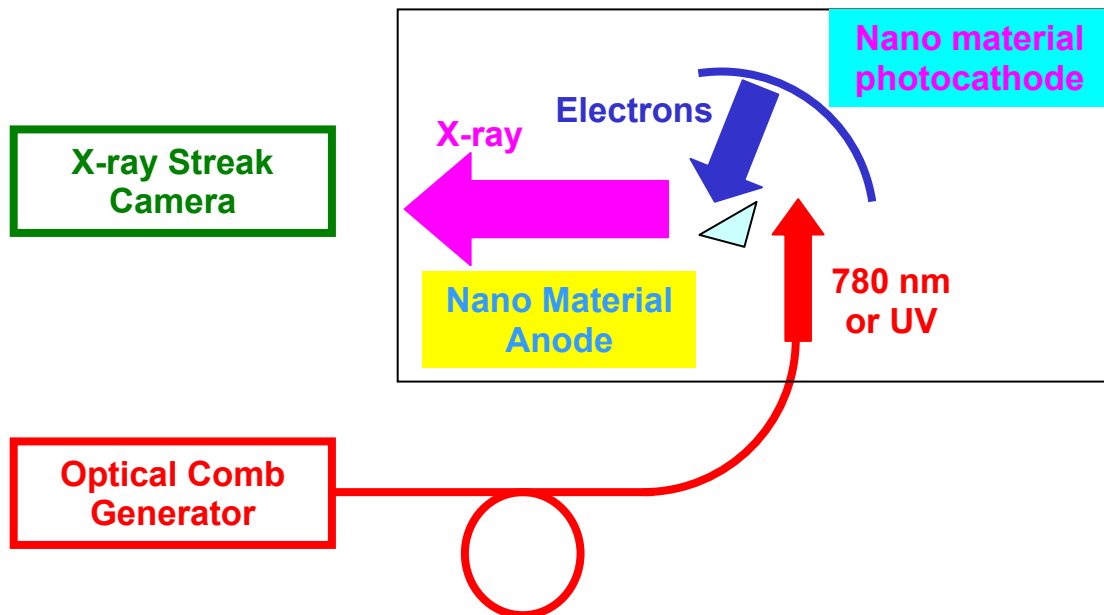 Nano material
photocathode
Electrons
X-ray
X-ray Streak
Camera
Nano Material
Anode
780 nm
or UV
Optical Comb
Generator